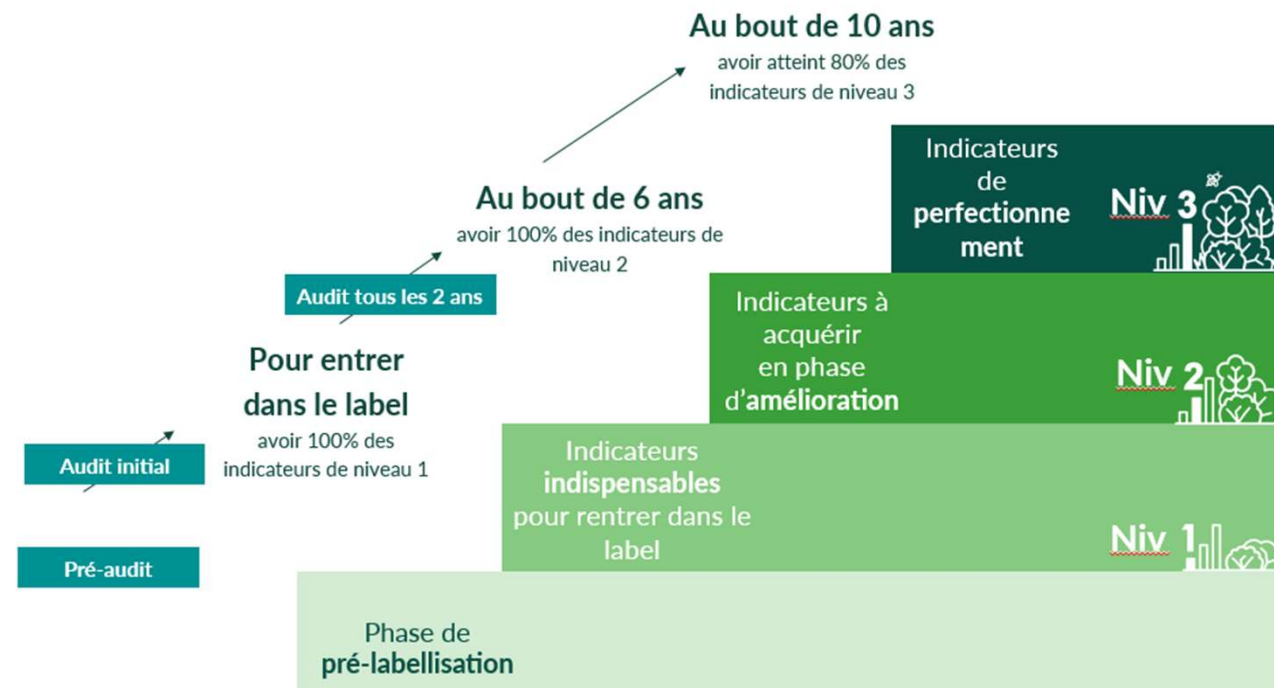 Au bout de 10 ans
avoir atteint 80% des
indicateurs de niveau 3
Indicateurs
de
perfectionne
ment
Niv 3
Au bout de 6 ans
avoir 100% des indicateurs de
niveau 2
Audit tous les 2 ans
Indicateurs à
acquérir
en phase
d'amélioration
Niv 2
Pour entrer
dans le label
avoir 100% des
indicateurs de niveau 1
Audit initial
Indicateurs
indispensables
pour rentrer dans le
label
Niv 1
Pré-audit
Phase de
pré-labellisation